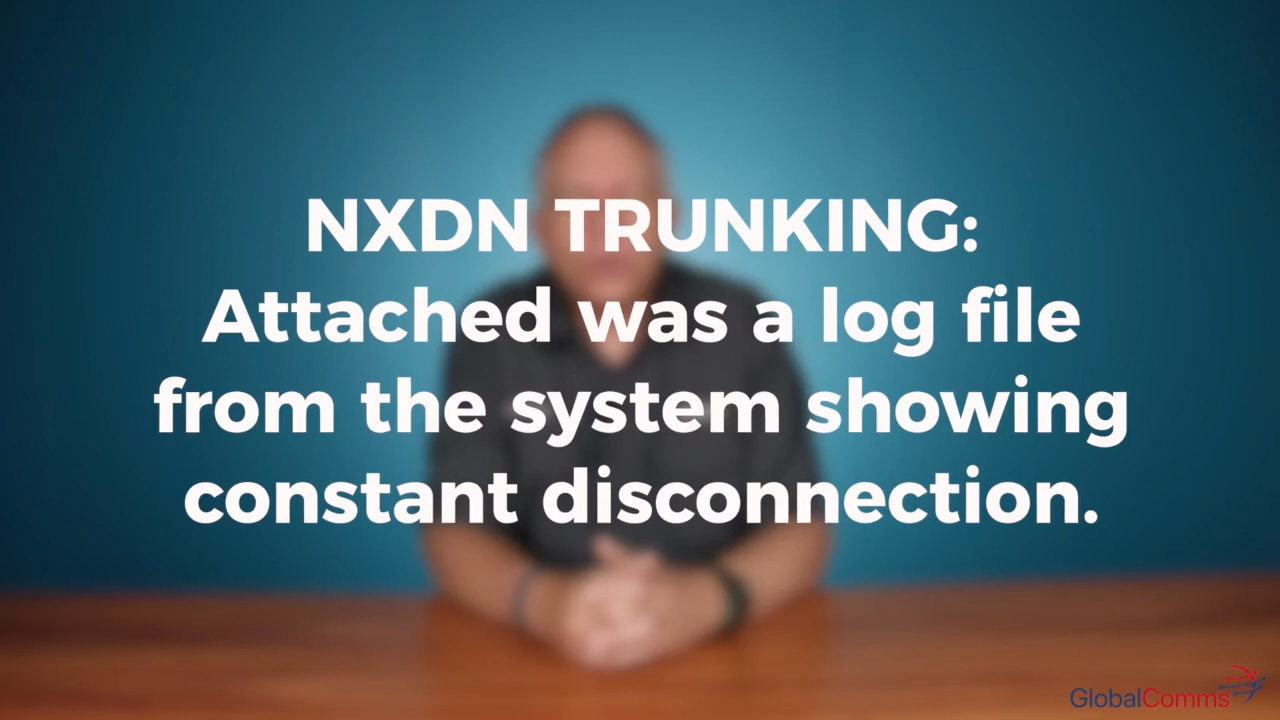 NXDN TRUNKING:
Attached was a log file
from the system showing
constant disconnection.
GlobalComms